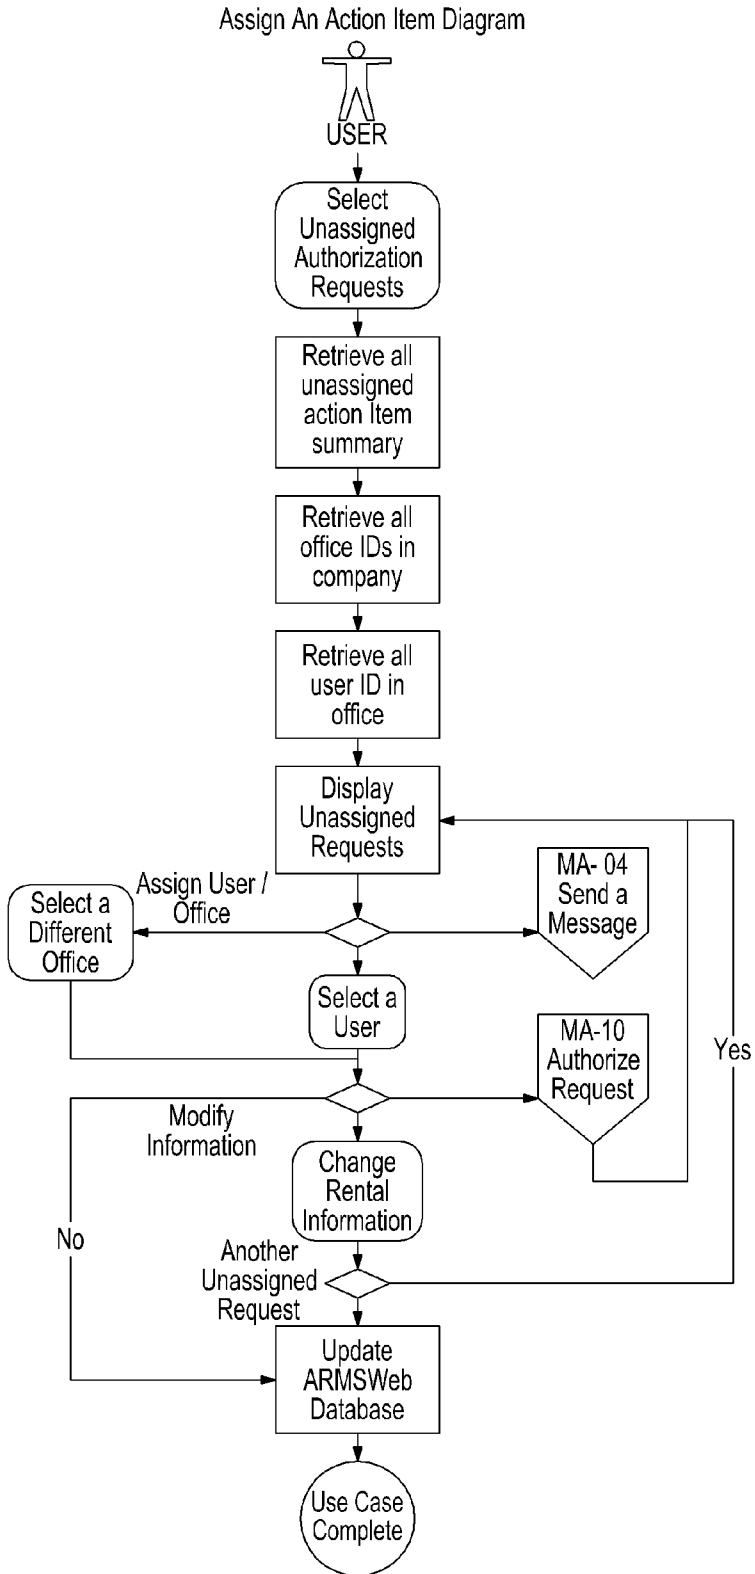 Assign An Action Item Diagram
USER
Select
Unassigned
Authorization
Requests
Retrieve all
unassigned
action Item
summary
Retrieve all
office IDs in
company
Retrieve all
user ID in
office
Display
Unassigned
Requests
Assign User /
Office
Select a
Different
Office
MA- 04
Send a
Message
Select a
User
MA-10
Authorize
Request
Yes
Modify
Information
Change
Rental
Information
No
Another
Unassigned
Request
Update
ARMSWeb
Database
Use Case
Complete